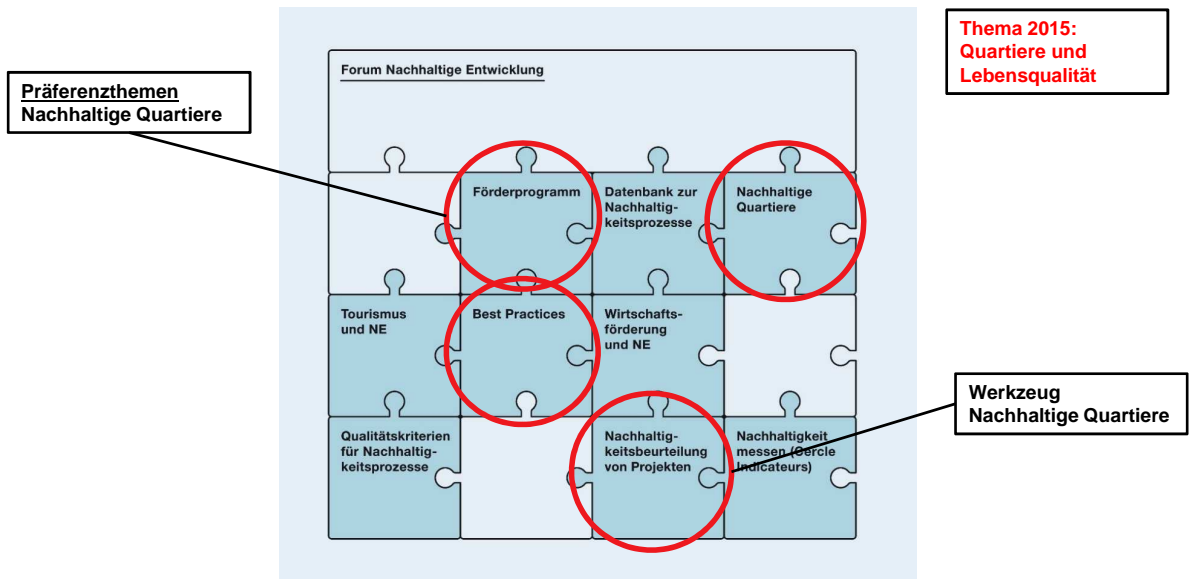 Thema 2015:
Quartiere und
Lebensqualität
Forum Nachhaltige Entwicklung
Präferenzthemen
Nachhaltige Quartiere
Förderprogramm
Datenbank zur
Nachhaltig-
keitsprozesse
Nachhaltige
Quartiere
Tourismus
und NE
Best Practices
Wirtschafts-
förderung
und NE
Werkzeug
Nachhaltige Quartiere
Qualitätskriterien
für Nachhaltig-
keitsprozesse
Nachhaltig-
keitsbeurteilung
von Projekten
Nachhaltigkeit
messen (Cercle
Indicateurs)